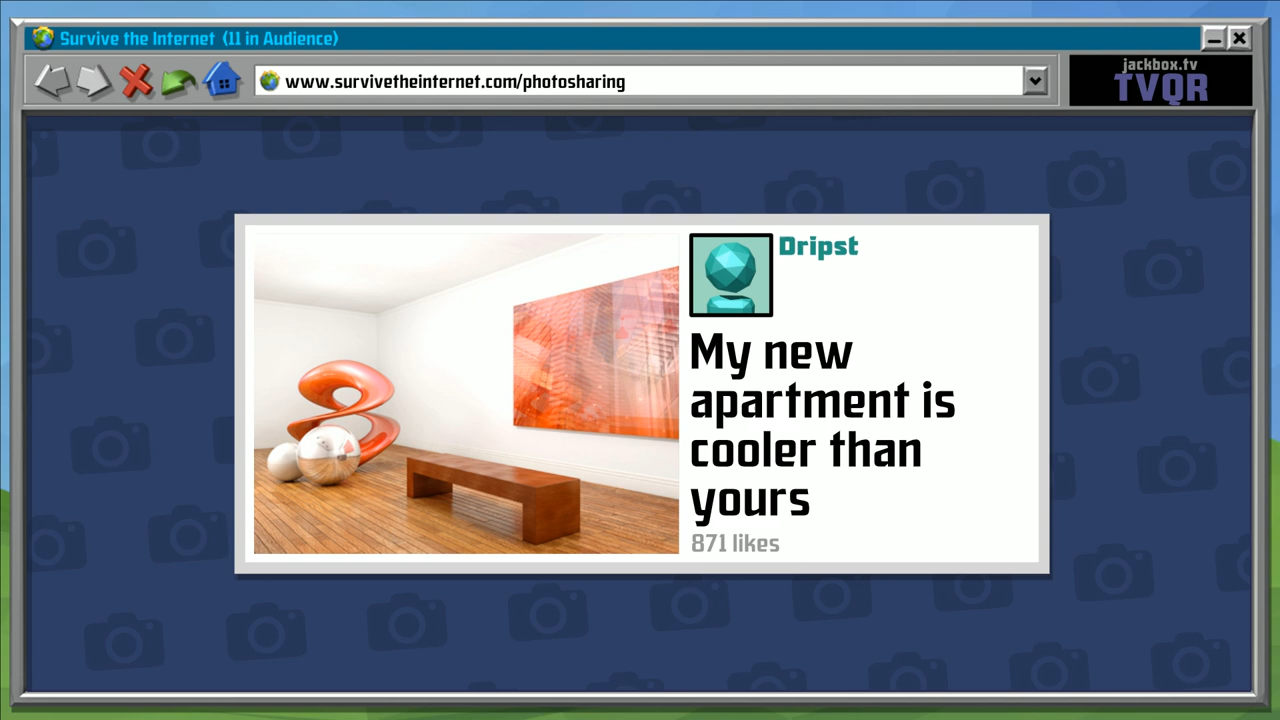 Survive the Internet (11 in Audience)
www.survivetheinternet.com/photosharing
jackbox.tv
TVQR
Dripst
My new
apartment is
cooler than
yours
871 likes